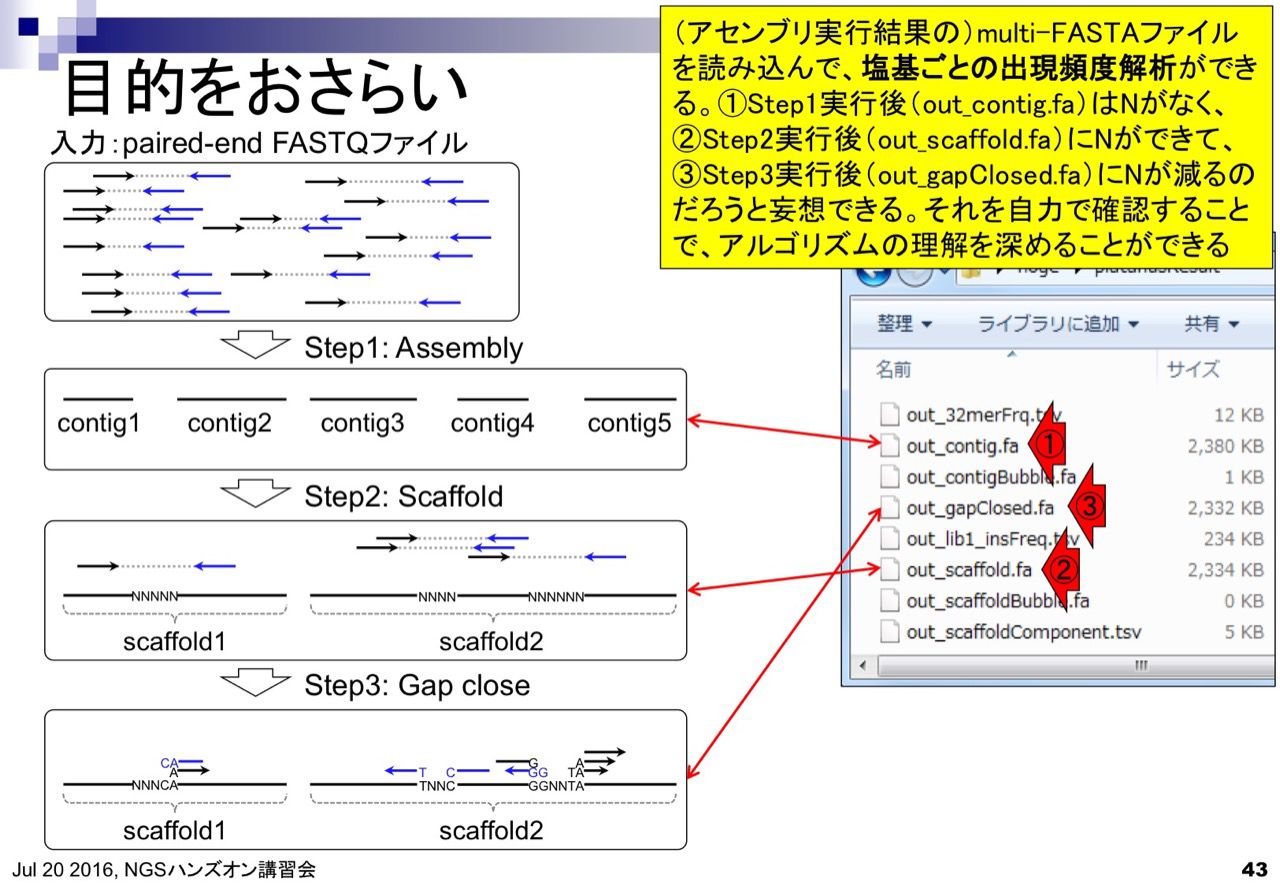 目的をおさらい
(アセンブリ実行結果の)multi-FASTAファイル
を読み込んで、塩基ごとの出現頻度解析ができ
る。①Step1実行後(out_contig.fa)はNがなく、
②Step2実行後(out_scaffold.fa)にNができて、
③Step3実行後(out_gapClosed.fa)にNが減るの
だろうと妄想できる。それを自力で確認すること
で、アルゴリズムの理解を深めることができる
入力:paired-end FASTQファイル
Step1: Assembly
contig1 contig2 contig3 contig4 contig5
Step2: Scaffold
NNNNN NNNN NNNNNN
scaffold1 scaffold2
Step3: Gap close
CA G A
A T C GG TA
NNNCA TNNC GGNNTA
scaffold1 scaffold2
整理 ライブラリに追加 共有
名前 サイズ
out_32merFrq.tsv 12 KB
out_contig.fa ① 2,380 KB
out_contigBubble.fa 1 KB
out_gapClosed.fa ③ 2,332 KB
out_lib1_insFreq.tsv 234 KB
out_scaffold.fa ② 2,334 KB
out_scaffoldBubble.fa 0 KB
out_scaffoldComponent.tsv 5 KB
Jul 20 2016, NGSハンズオン講習会
43